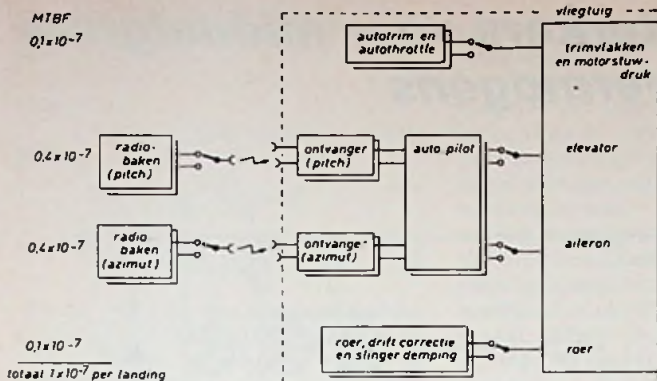 MTBF
0,1x10-7
vliegtuig
autotrim en
autothrottle
trimvlakken
en motorstuw-
druk
0,4x10-7
radio-
baken
(pitch)
ontvanger
(pitch)
auto pilot
elevator
0,4x10-7
radio
baken
(azimut)
ontvanger
(azimut)
aileron
0,1x10-7
roer, drift correctie
en slinger demping
roer
totaal 1x10-7 per landing